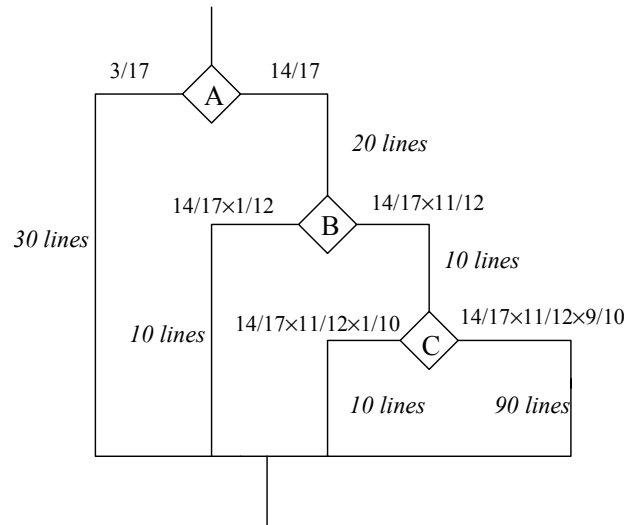 3/17
14/17
A
20 lines
14/17×1/12
14/17×11/12
B
30 lines
10 lines
10 lines
14/17×11/12×1/10
14/17×11/12×9/10
C
10 lines
90 lines